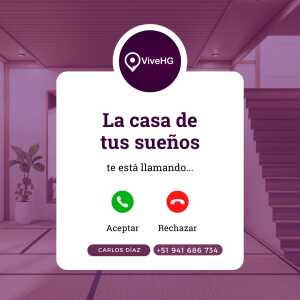 ViveHG
La casa de
tus sueños
te está llamando...
Aceptar Rechazar
CARLOS DÍAZ +51 941 686 734